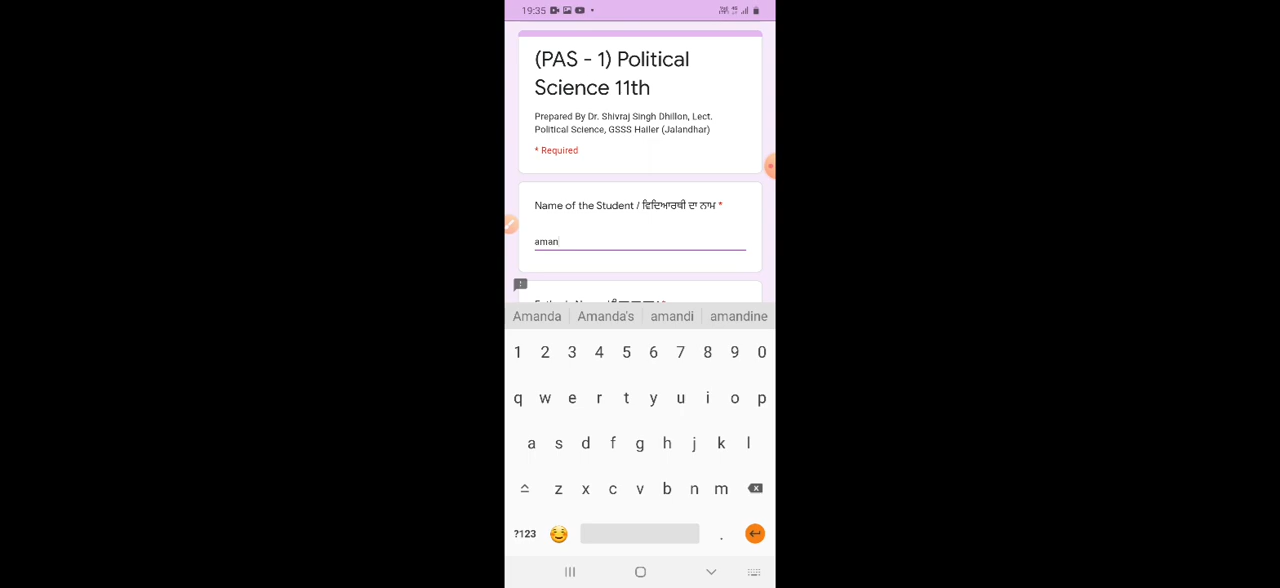 19:35
(PAS - 1) Political
Science 11th
Prepared By Dr. Shivraj Singh Dhillon, Lect.
Political Science, GSSS Hailer (Jalandhar)
* Required
Name of the Student / ਵਿਦਿਆਰਥੀ ਦਾ ਨਾਮ *
aman
Amanda Amanda's amandi amandine
1 2 3 4 5 6 7 8 9 0
q w e r t y u i o p
a s d f g h j k l
z x c v b n m
?123 .